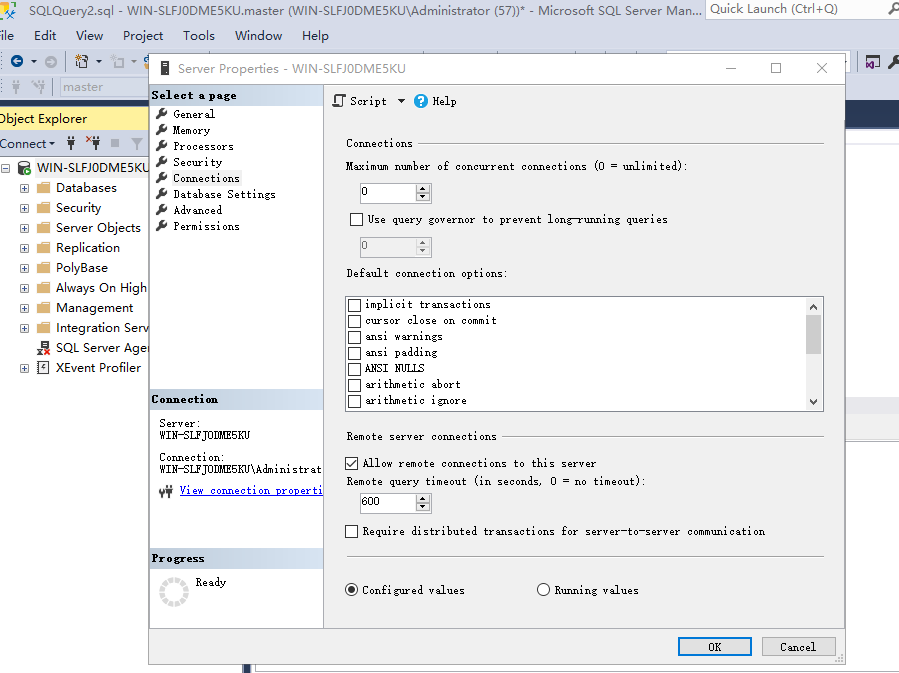 SQLQuery2.sql - WIN-SLFJ0DME5KU.master (WIN-SLFJ0DME5KU\Administrator (57))* - Microsoft SQL Server Man...
Quick Launch (Ctrl+Q)
ile Edit View Project Tools Window Help
master
Object Explorer
Connect
WIN-SLFJ0DME5KU
Databases
Security
Server Objects
Replication
PolyBase
Always On High
Management
Integration Serv
SQL Server Age
XEvent Profiler
Server Properties - WIN-SLFJ0DME5KU
Select a page
General
Memory
Processors
Security
Connections
Database Settings
Advanced
Permissions
Connection
Server:
WIN-SLFJ0DME5KU
Connection:
WIN-SLFJ0DME5KU\Administrat
View connection properti
Progress
Ready
Script Help
Connections
Maximum number of concurrent connections (0 = unlimited):
0
Use query governor to prevent long-running queries
0
Default connection options:
implicit transactions
cursor close on commit
ansi warnings
ansi padding
ANSI NULLS
arithmetic abort
arithmetic ignore
Remote server connections
Allow remote connections to this server
Remote query timeout (in seconds, 0 = no timeout):
600
Require distributed transactions for server-to-server communication
Configured values Running values
OK Cancel